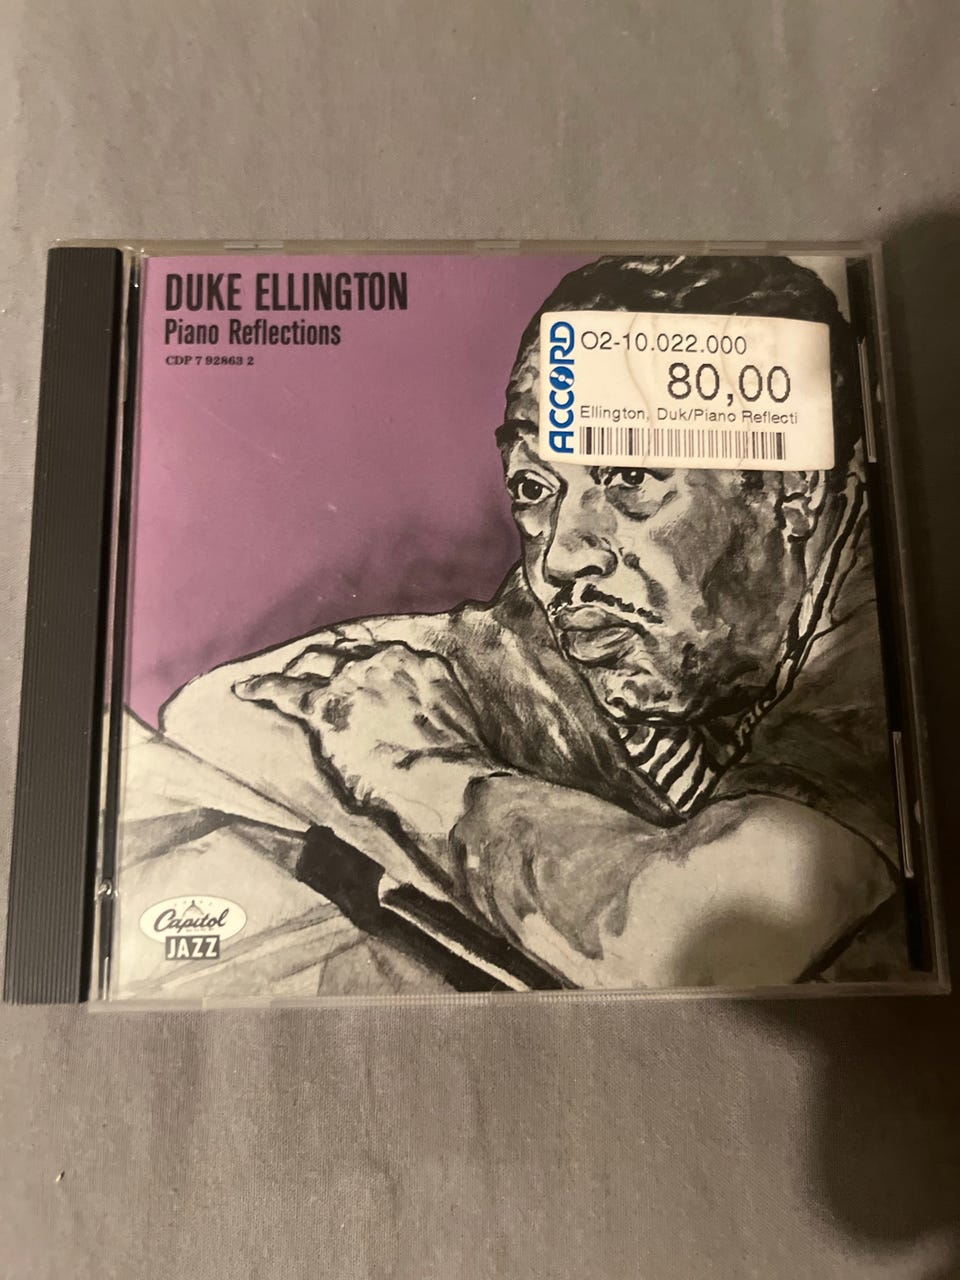 DUKE ELLINGTON
Piano Reflections
CDP 7 92863 2
ACCORD
O2-10.022.000
80,00
Ellington, Duk/Piano Reflecti
Capitol
JAZZ